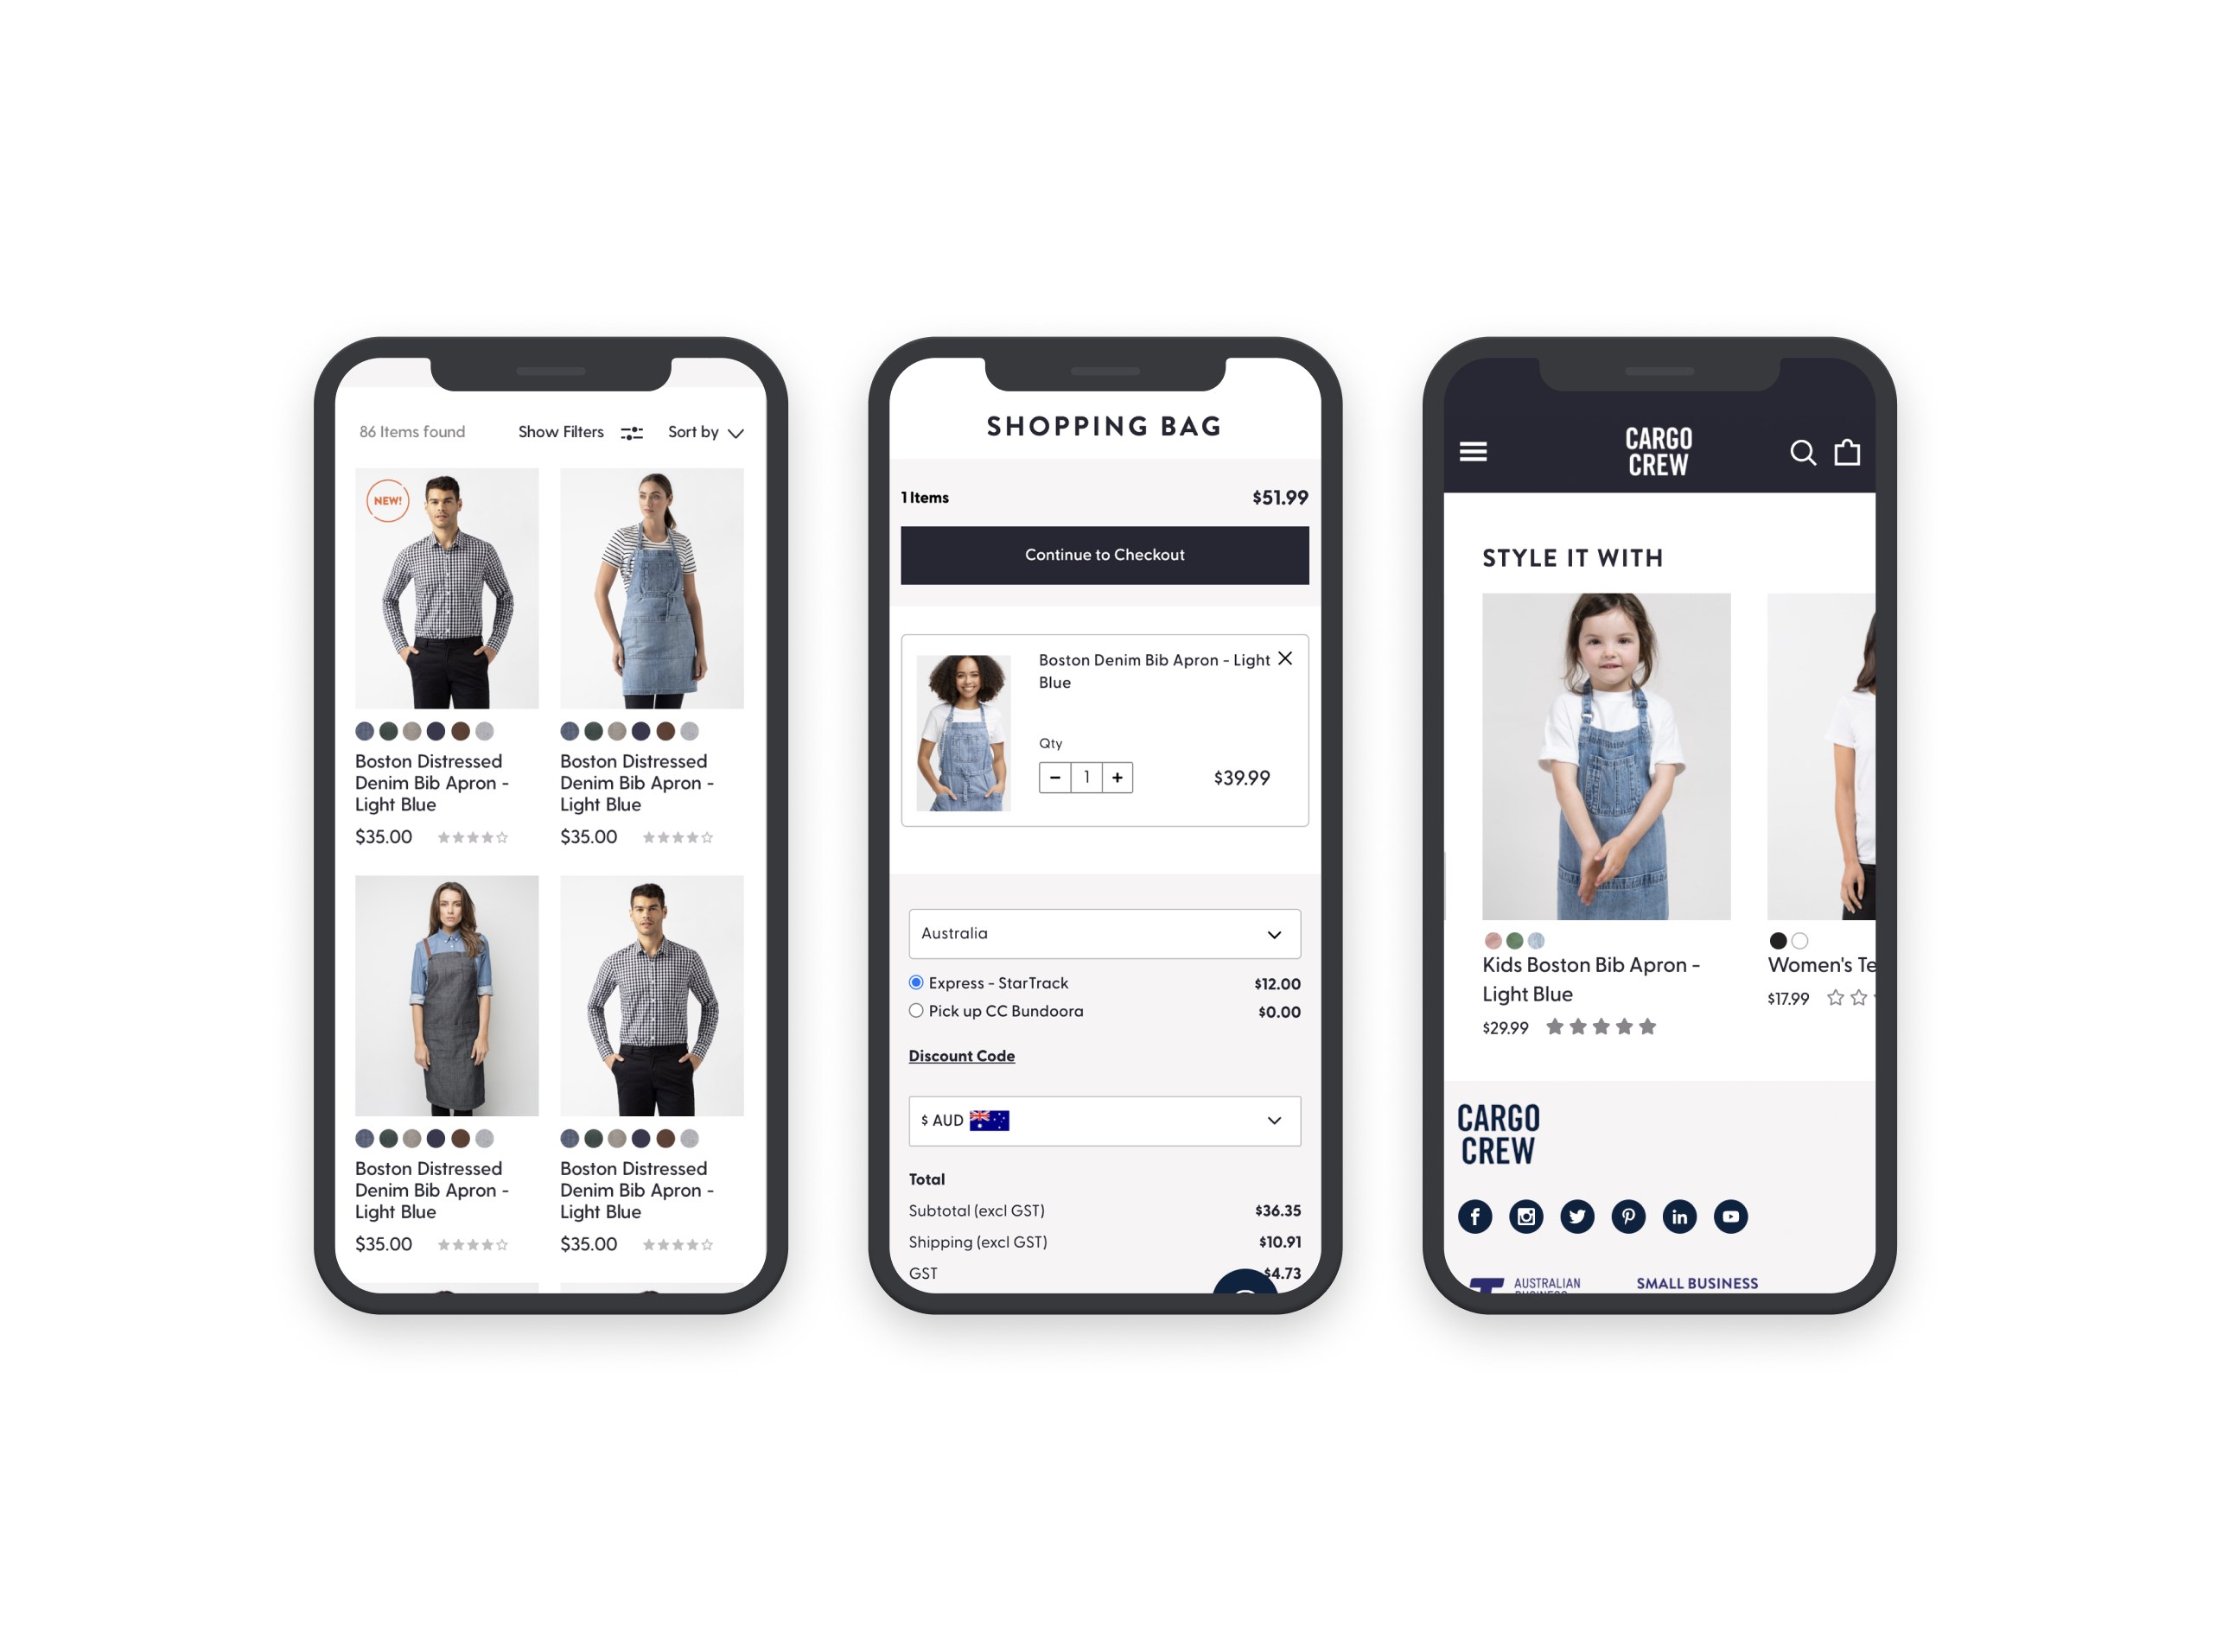 86 Items found
Show Filters
Sort by
NEW!
Boston Distressed
Denim Bib Apron -
Light Blue
$35.00
Boston Distressed
Denim Bib Apron -
Light Blue
$35.00
Boston Distressed
Denim Bib Apron -
Light Blue
$35.00
Boston Distressed
Denim Bib Apron -
Light Blue
$35.00
SHOPPING BAG
1 Items
$51.99
Continue to Checkout
Boston Denim Bib Apron - Light
Blue
Qty
1
$39.99
Australia
Express - StarTrack
$12.00
Pick up CC Bundoora
$0.00
Discount Code
$ AUD
Total
Subtotal (excl GST)
$36.35
Shipping (excl GST)
$10.91
GST
$4.73
CARGO
CREW
STYLE IT WITH
Kids Boston Bib Apron -
Light Blue
$29.99
Women's Te
$17.99
CARGO
CREW
AUSTRALIAN
BUSINESS
SMALL BUSINESS